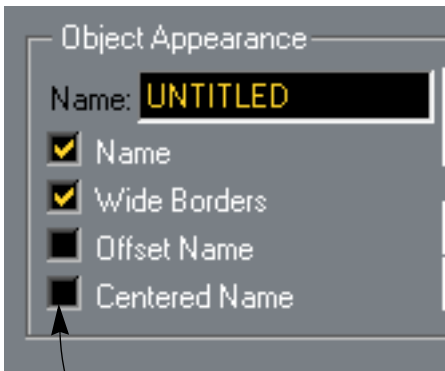 Object Appearance
Name: UNTITLED
Name
Wide Borders
Offset Name
Centered Name